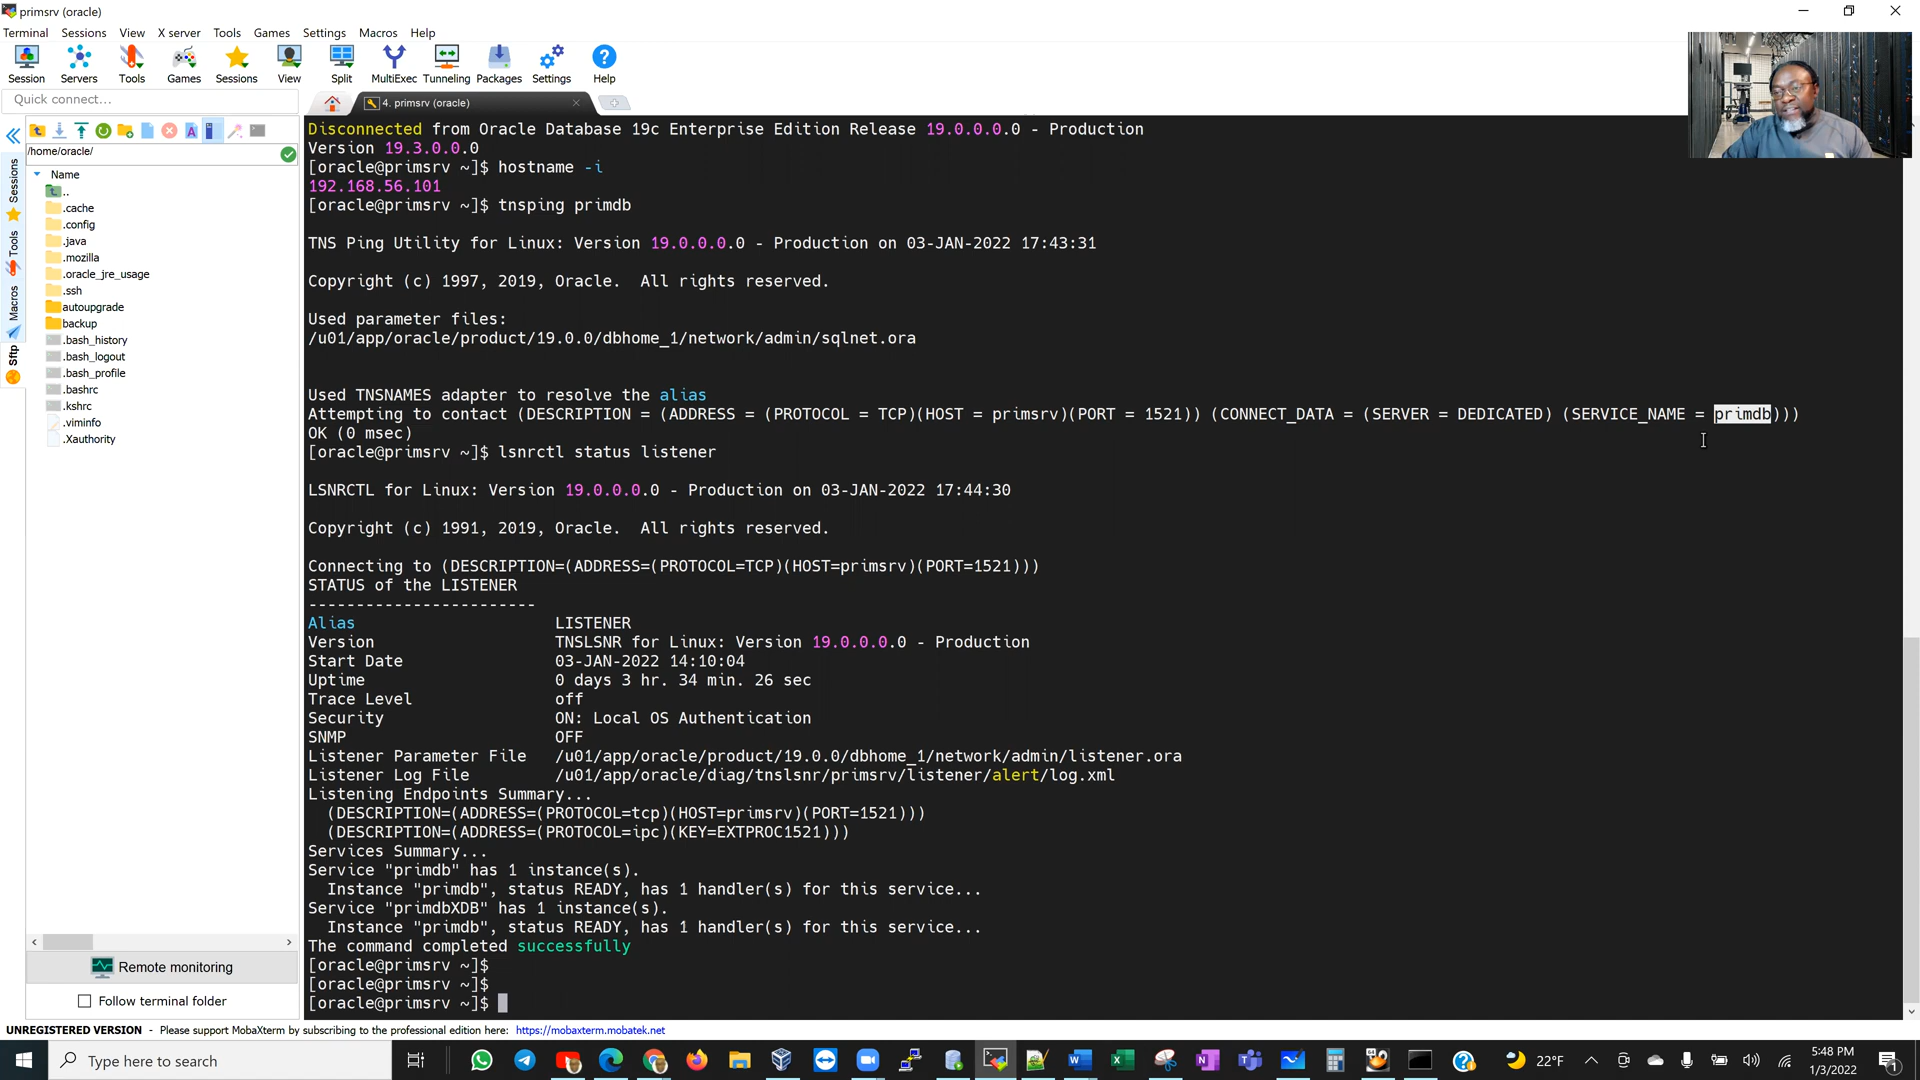 primsrv (oracle)
Terminal Sessions View X server Tools Games Settings Macros Help
Session Servers Tools Games Sessions View Split MultiExec Tunneling Packages Settings Help
Quick connect...
4. primsrv (oracle)
/home/oracle/
Name
..
.cache
.config
.java
.mozilla
.oracle_jre_usage
.ssh
autoupgrade
backup
.bash_history
.bash_logout
.bash_profile
.bashrc
.kshrc
.viminfo
.Xauthority
Sessions
Tools
Macros
Sftp
Remote monitoring
Follow terminal folder
Disconnected from Oracle Database 19c Enterprise Edition Release 19.0.0.0.0 - Production
Version 19.3.0.0.0
[oracle@primsrv ~]$ hostname -i
192.168.56.101
[oracle@primsrv ~]$ tnsping primdb
TNS Ping Utility for Linux: Version 19.0.0.0.0 - Production on 03-JAN-2022 17:43:31
Copyright (c) 1997, 2019, Oracle.  All rights reserved.
Used parameter files:
/u01/app/oracle/product/19.0.0/dbhome_1/network/admin/sqlnet.ora
Used TNSNAMES adapter to resolve the alias
Attempting to contact (DESCRIPTION = (ADDRESS = (PROTOCOL = TCP)(HOST = primsrv)(PORT = 1521)) (CONNECT_DATA = (SERVER = DEDICATED) (SERVICE_NAME = primdb)))
OK (0 msec)
[oracle@primsrv ~]$ lsnrctl status listener
LSNRCTL for Linux: Version 19.0.0.0.0 - Production on 03-JAN-2022 17:44:30
Copyright (c) 1991, 2019, Oracle.  All rights reserved.
Connecting to (DESCRIPTION=(ADDRESS=(PROTOCOL=TCP)(HOST=primsrv)(PORT=1521)))
STATUS of the LISTENER
------------------------
Alias                     LISTENER
Version                   TNSLSNR for Linux: Version 19.0.0.0.0 - Production
Start Date                03-JAN-2022 14:10:04
Uptime                    0 days 3 hr. 34 min. 26 sec
Trace Level               off
Security                  ON: Local OS Authentication
SNMP                      OFF
Listener Parameter File   /u01/app/oracle/product/19.0.0/dbhome_1/network/admin/listener.ora
Listener Log File         /u01/app/oracle/diag/tnslsnr/primsrv/listener/alert/log.xml
Listening Endpoints Summary...
  (DESCRIPTION=(ADDRESS=(PROTOCOL=tcp)(HOST=primsrv)(PORT=1521)))
  (DESCRIPTION=(ADDRESS=(PROTOCOL=ipc)(KEY=EXTPROC1521)))
Services Summary...
Service "primdb" has 1 instance(s).
  Instance "primdb", status READY, has 1 handler(s) for this service...
Service "primdbXDB" has 1 instance(s).
  Instance "primdb", status READY, has 1 handler(s) for this service...
The command completed successfully
[oracle@primsrv ~]$
[oracle@primsrv ~]$
[oracle@primsrv ~]$
UNREGISTERED VERSION - Please support MobaXterm by subscribing to the professional edition here: https://mobaxterm.mobatek.net
Type here to search
22°F
5:48 PM
1/3/2022
1